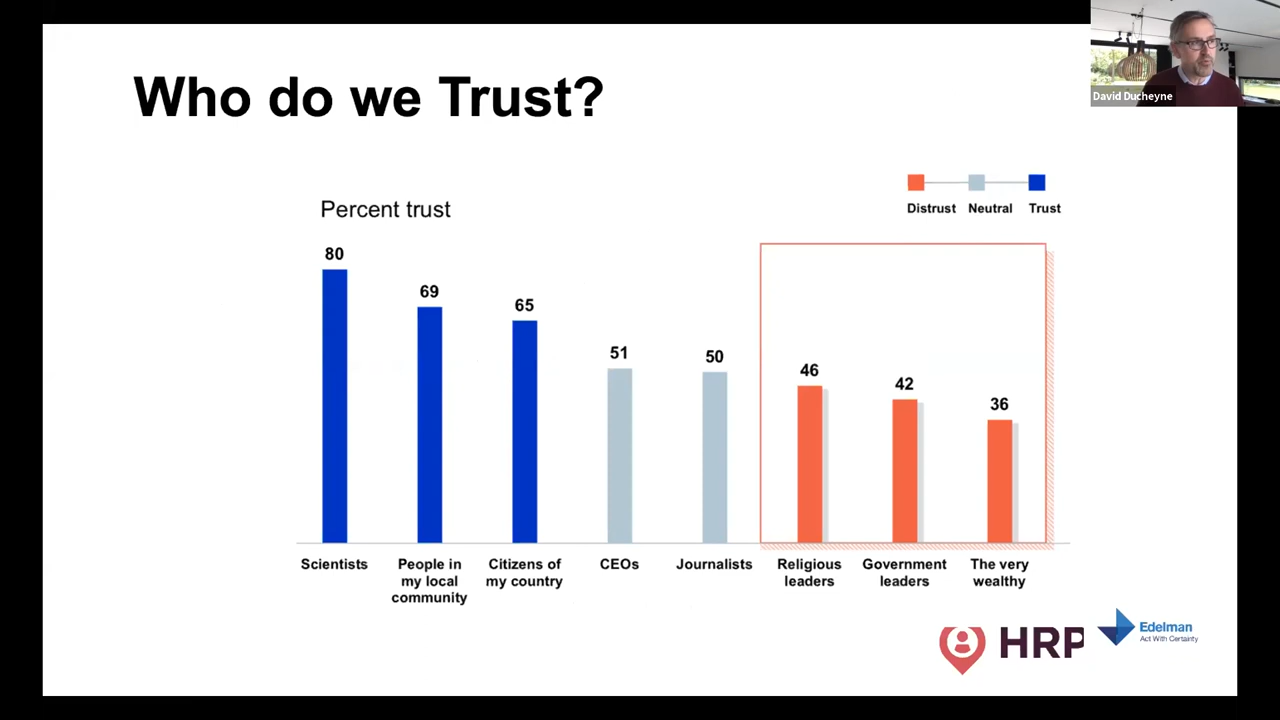 Who do we Trust?
David Ducheyne
Distrust Neutral Trust
Percent trust
80
69
65
51
50
46
42
36
Scientists
People in
my local
community
Citizens of
my country
CEOs
Journalists
Religious
leaders
Government
leaders
The very
wealthy
HRP
Edelman
Act With Certainty